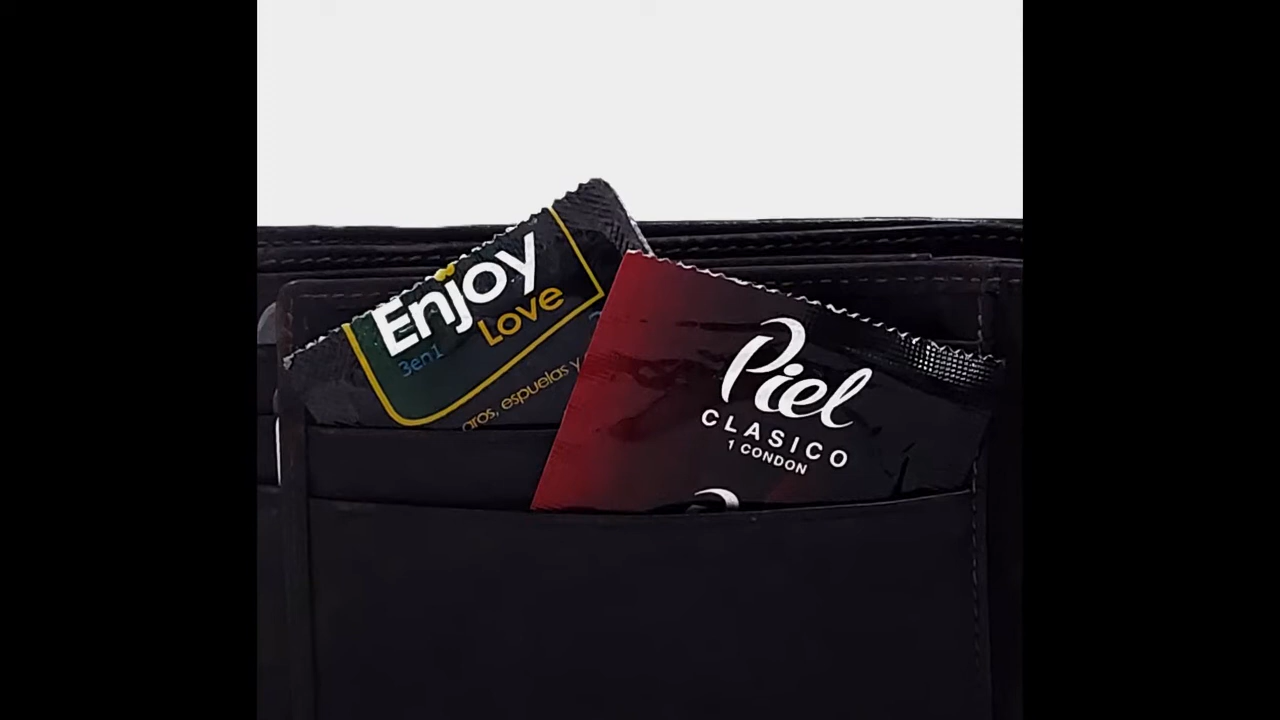 Enjoy
Love
3en1
aros, espuelas y
Piel
CLASICO
1 CONDON